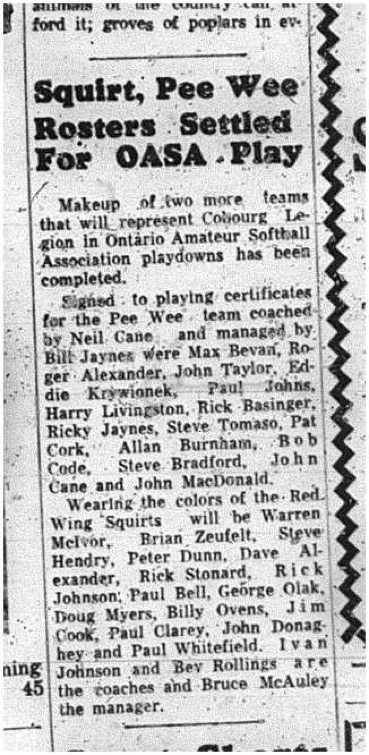 ford it; groves of poplars in ev-
Squirt, Pee Wee
Rosters Settled
For OASA Play
Makeup of two more teams
that will represent Cobourg Le-
gion in Ontario Amateur Softball
Association playdowns has been
completed.
Signed to playing certificates
for the Pee Wee team coached
by Neil Cane and managed by
Bill Jaynes were Max Bevan, Ro-
ger Alexander, John Taylor, Ed-
die Krywionek, Paul Johns,
Harry Livingston, Rick Basinger,
Ricky Jaynes, Steve Tomaso, Pat
Cork, Allan Burnham, Bob
Code, Steve Bradford, John
Cane and John MacDonald.
Wearing the colors of the Red
Wing Squirts will be Warren
McIvor, Brian Zeufelt, Steve
Hendry, Peter Dunn, Dave Al-
exander, Rick Stonard, Rick
Johnson, Paul Bell, George Olak,
Doug Myers, Billy Ovens, Jim
Cook, Paul Clarey, John Donag-
hey and Paul Whitefield. Ivan
Johnson and Bev Rollings are
the coaches and Bruce McAuley
the manager.
ning
45